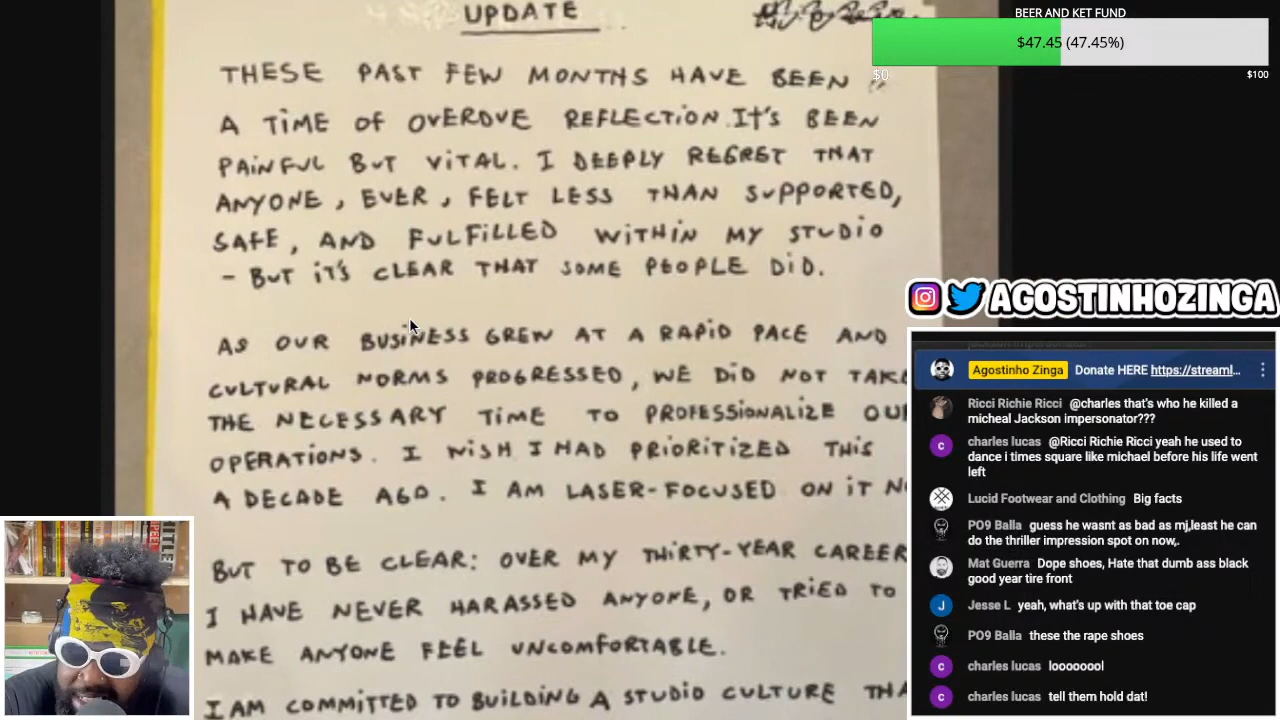 UPDATE
THESE PAST FEW MONTHS HAVE BEEN
A TIME OF OVERDUE REFLECTION. IT'S BEEN
PAINFUL BUT VITAL. I DEEPLY REGRET THAT
ANYONE, EVER, FELT LESS THAN SUPPORTED,
SAFE, AND FULFILLED WITHIN MY STUDIO
- BUT IT'S CLEAR THAT SOME PEOPLE DID.
AS OUR BUSINESS GREW AT A RAPID PACE AND
CULTURAL NORMS PROGRESSED, WE DID NOT TAKE
THE NECESSARY TIME TO PROFESSIONALIZE OU
OPERATIONS. I WISH I HAD PRIORITIZED THIS
A DECADE AGO. I AM LASER-FOCUSED ON IT N
BUT TO BE CLEAR: OVER MY THIRTY-YEAR CAREER
I HAVE NEVER HARASSED ANYONE, OR TRIED TO
MAKE ANYONE FEEL UNCOMFORTABLE.
I AM COMMITTED TO BUILDING A STUDIO CULTURE THA
BEER AND KET FUND
$47.45 (47.45%)
$0
$100
AGOSTINHOZINGA
Agostinho Zinga Donate HERE https://streaml...
Ricci Richie Ricci @charles that's who he killed a
micheal Jackson impersonator???
charles lucas @Ricci Richie Ricci yeah he used to
dance i times square like michael before his life went
left
Lucid Footwear and Clothing Big facts
PO9 Balla guess he wasnt as bad as mj,least he can
do the thriller impression spot on now,.
Mat Guerra Dope shoes, Hate that dumb ass black
good year tire front
J
Jesse L yeah, what's up with that toe cap
PO9 Balla these the rape shoes
c
charles lucas looooool
c
charles lucas tell them hold dat!